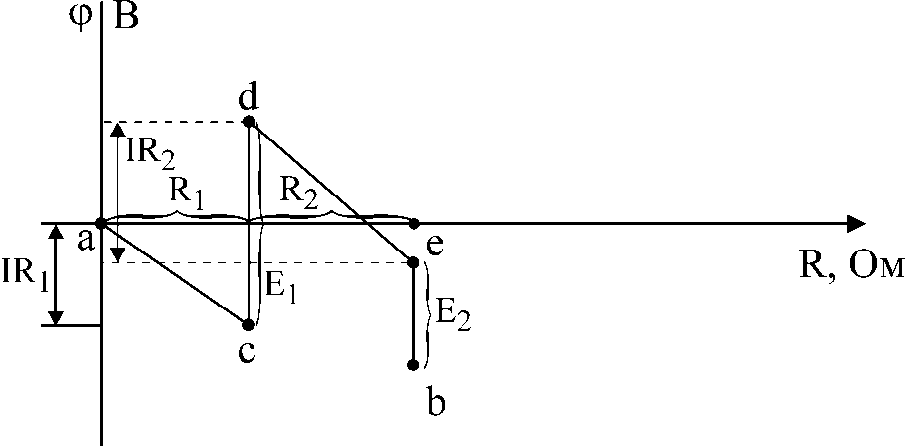 φ В
d
IR₂
R₁ R₂
a e
IR₁ E₁ R, Ом
E₂
c
b